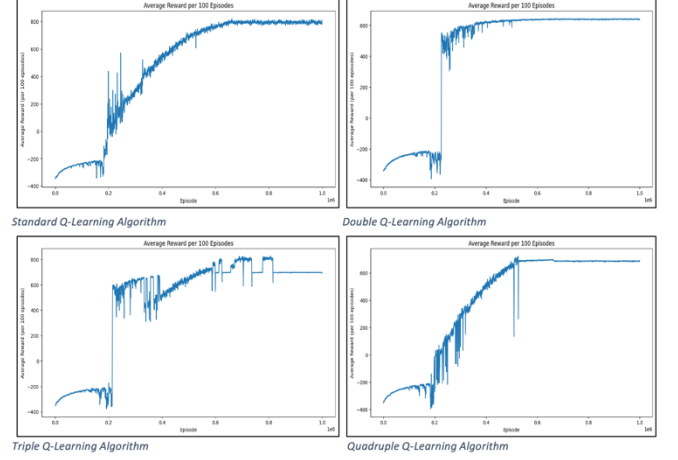 Average Reward per 100 Episodes
Average Reward (per 100 episodes)
800
600
400
200
0
−200
−400
0.0 0.2 0.4 0.6 0.8 1.0
Episode
1e6
Standard Q-Learning Algorithm
Average Reward per 100 Episodes
Average Reward (per 100 episodes)
600
400
200
0
−200
−400
0.0 0.2 0.4 0.6 0.8 1.0
Episode
1e6
Double Q-Learning Algorithm
Average Reward per 100 Episodes
Average Reward (per 100 episodes)
800
600
400
200
0
−200
−400
0.0 0.2 0.4 0.6 0.8 1.0
Episode
1e6
Triple Q-Learning Algorithm
Average Reward per 100 Episodes
Average Reward (per 100 episodes)
600
400
200
0
−200
−400
0.0 0.2 0.4 0.6 0.8 1.0
Episode
1e6
Quadruple Q-Learning Algorithm